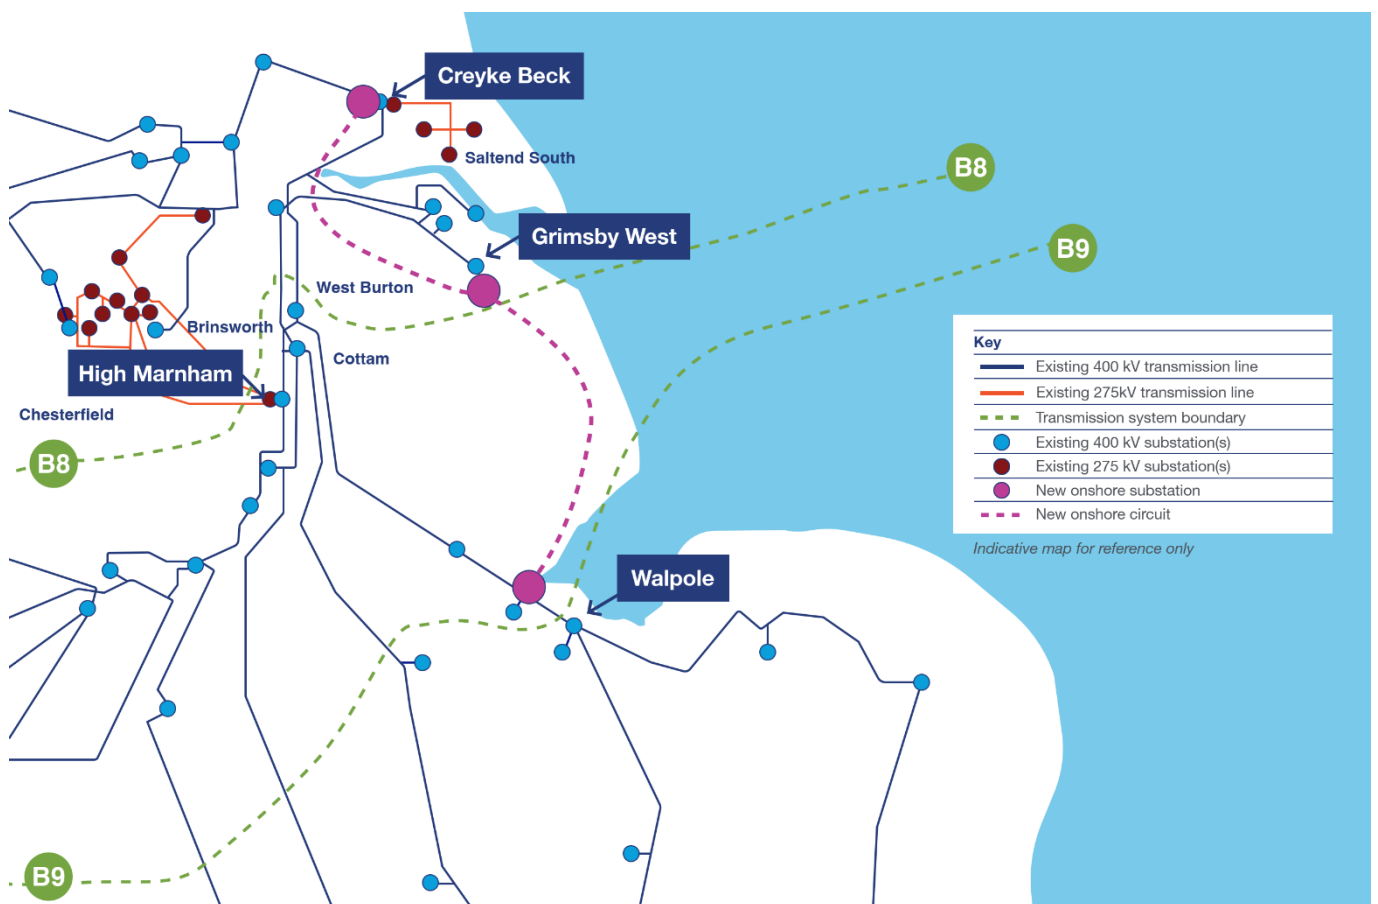 Creyke Beck
Saltend South
B8
Grimsby West
B9
West Burton
Brinsworth
Cottam
High Marnham
Chesterfield
B8
Key
Existing 400 kV transmission line
Existing 275kV transmission line
Transmission system boundary
Existing 400 kV substation(s)
Existing 275 kV substation(s)
New onshore substation
New onshore circuit
Indicative map for reference only
Walpole
B9